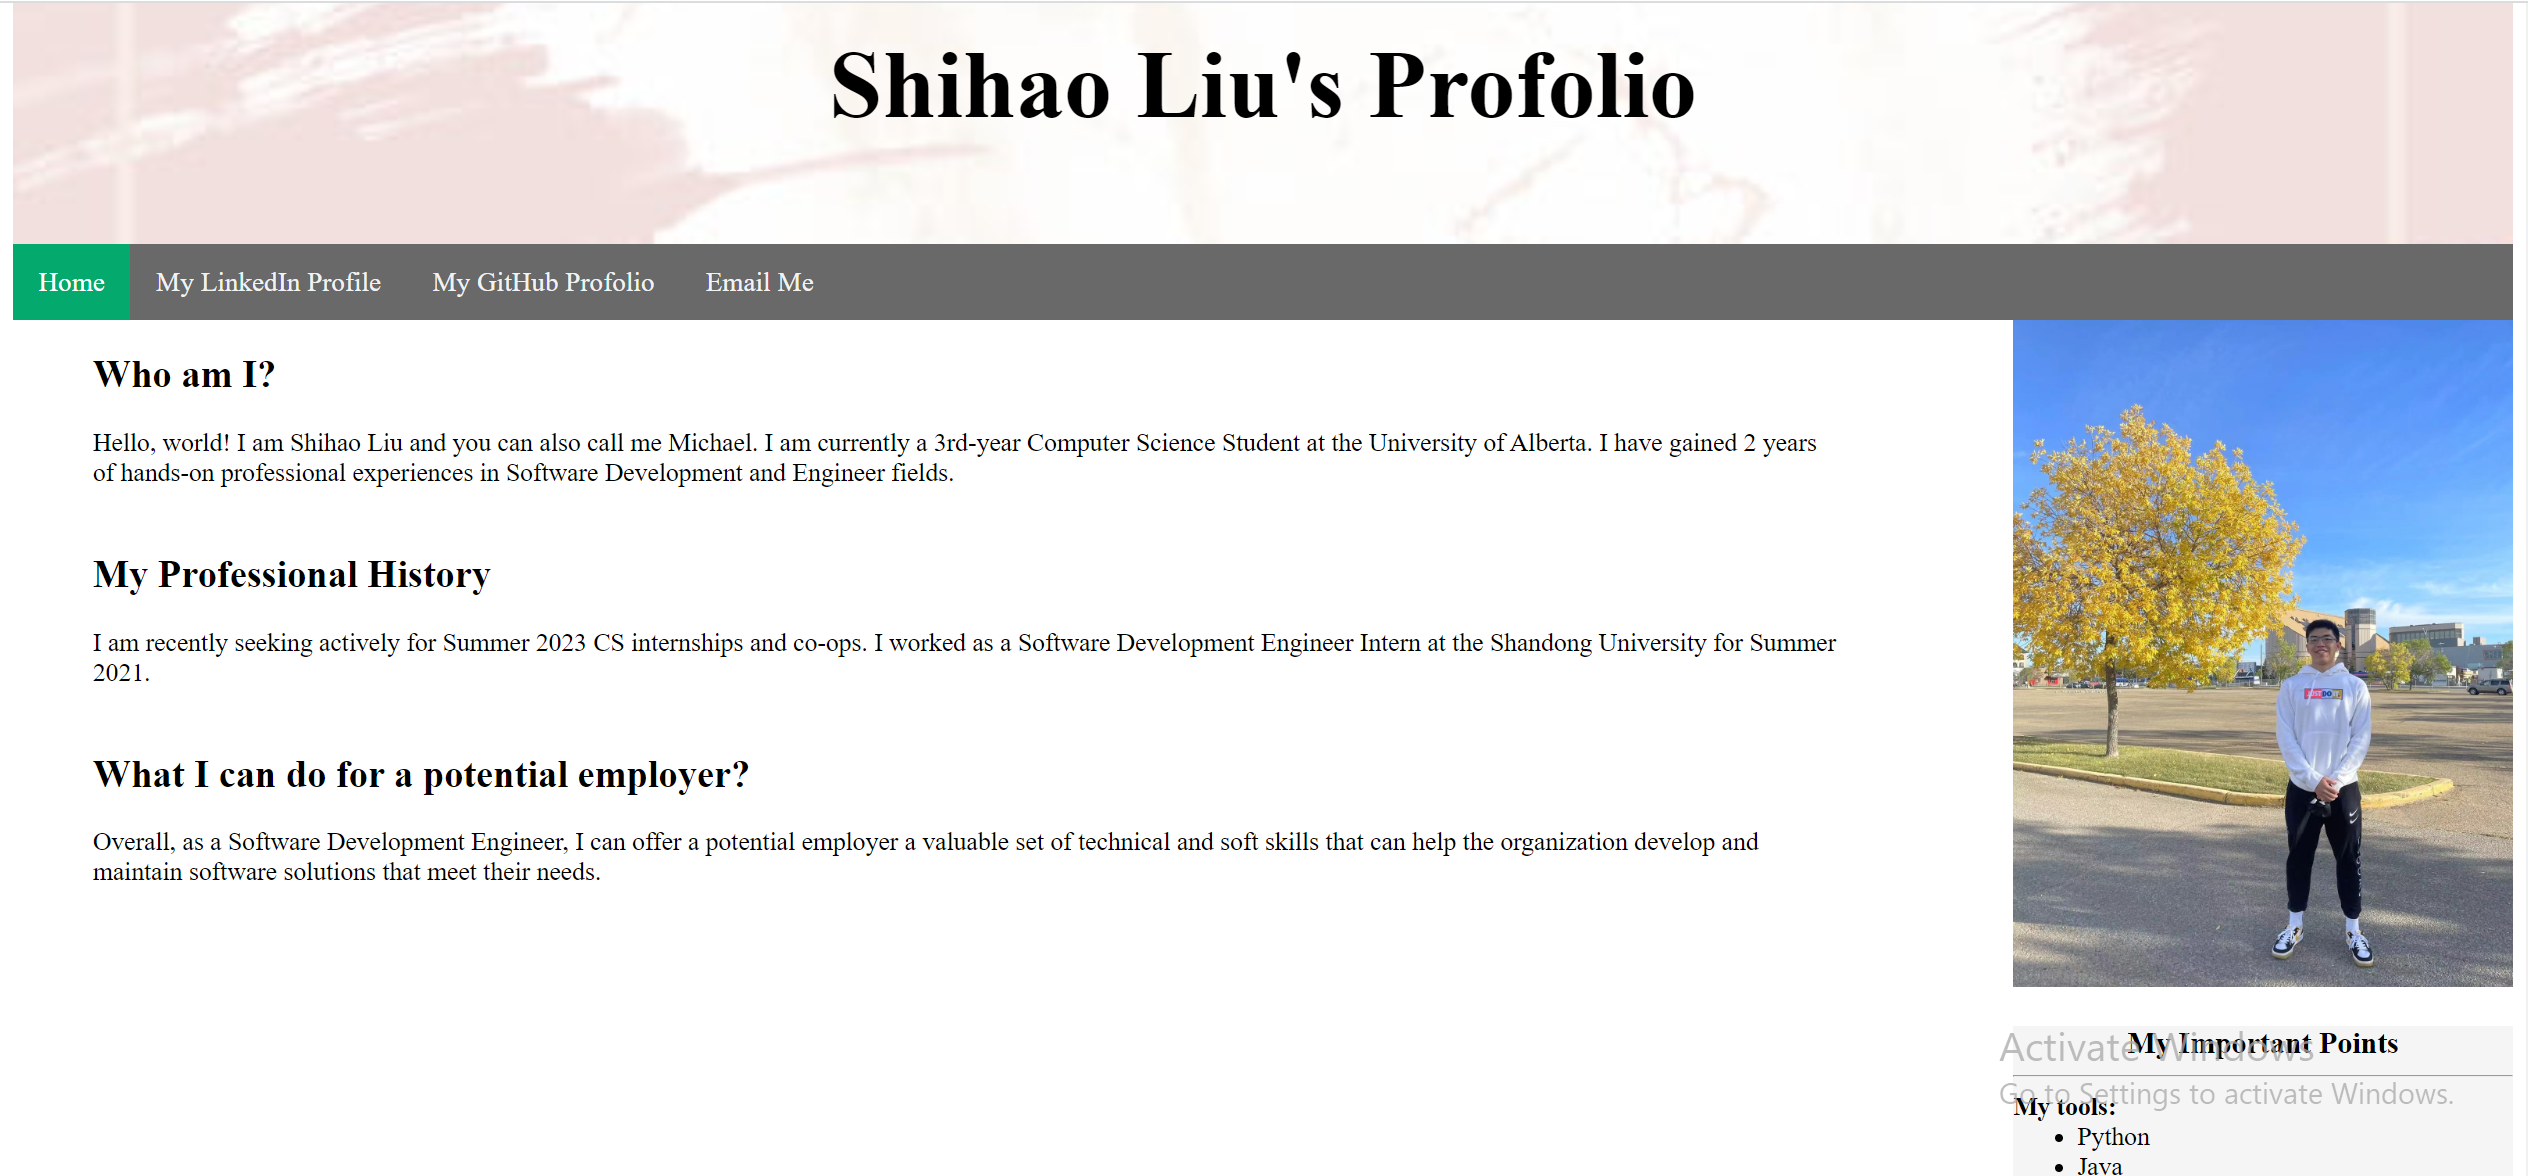 Shihao Liu's Profolio
Home My LinkedIn Profile My GitHub Profolio Email Me
Who am I?
Hello, world! I am Shihao Liu and you can also call me Michael. I am currently a 3rd-year Computer Science Student at the University of Alberta. I have gained 2 years
of hands-on professional experiences in Software Development and Engineer fields.
My Professional History
I am recently seeking actively for Summer 2023 CS internships and co-ops. I worked as a Software Development Engineer Intern at the Shandong University for Summer
2021.
What I can do for a potential employer?
Overall, as a Software Development Engineer, I can offer a potential employer a valuable set of technical and soft skills that can help the organization develop and
maintain software solutions that meet their needs.
JUST DO IT
My Important Points
Activate Windows
Go to Settings to activate Windows.
My tools:
Python
Java